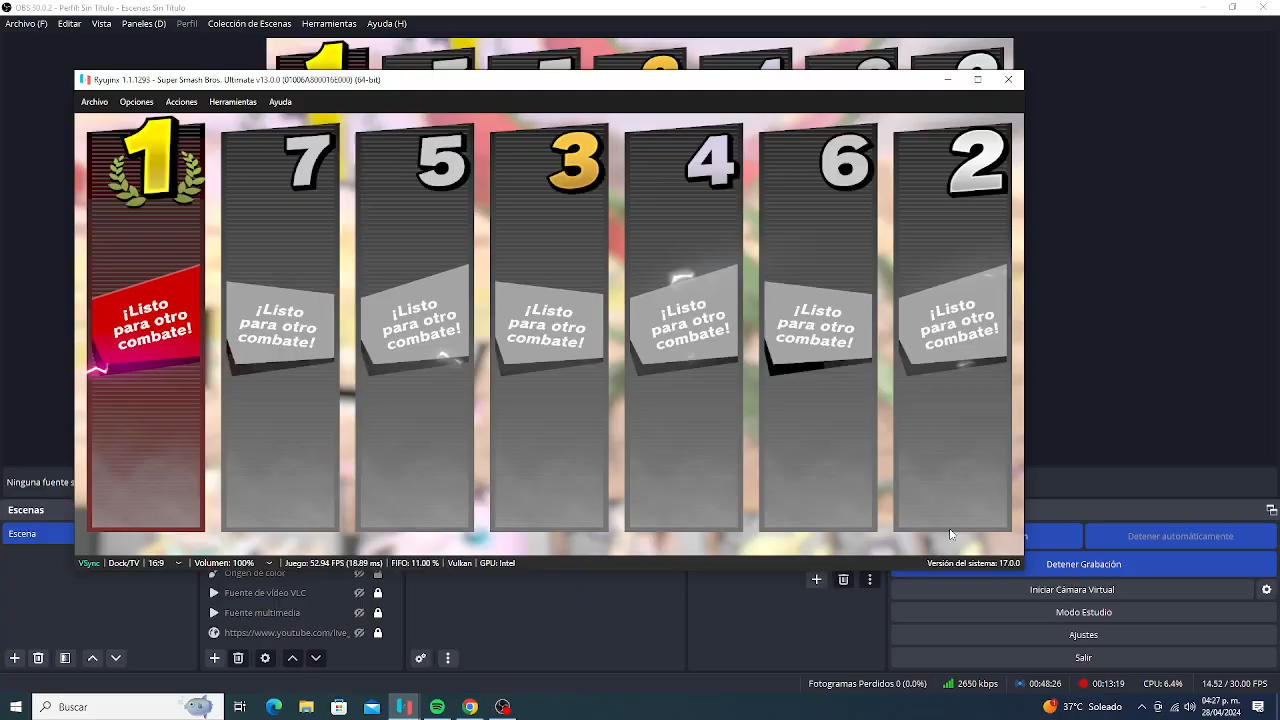 OBS 30.0.2 - Perfil: Sin Título - Escenas: Sin Título
Archivo (F) Editar Vista Paneles (D) Perfil Colección de Escenas Herramientas Ayuda (H)
Ryujinx 1.1.1293 - Super Smash Bros. Ultimate v13.0.0 (01006A800016E000) (64-bit)
Archivo Opciones Acciones Herramientas Ayuda
1 7 5 3 4 6 2
¡Listo
para otro
combate!
¡Listo
para otro
combate!
¡Listo
para otro
combate!
¡Listo
para otro
combate!
¡Listo
para otro
combate!
¡Listo
para otro
combate!
¡Listo
para otro
combate!
Ninguna fuente s
Escenas
Escena
Detener automáticamente
VSync | Dock/TV | 16:9 Volumen: 100% Juego: 52.94 FPS (18.89 ms) | FIFO: 11.00 % | Vulkan | GPU: Intel Versión del sistema: 17.0.0
Detener Grabación
Origen de color
Fuente de vídeo VLC
Iniciar Cámara Virtual
Fuente multimedia
Modo Estudio
https://www.youtube.com/live_
Ajustes
Salir
Fotogramas Perdidos 0 (0.0%) 2650 kbps 00:48:26 00:13:19 CPU: 6.4% 14.52 / 30.00 FPS
Buscar
37°C Soleado
04:27 p. m.
28/04/2024